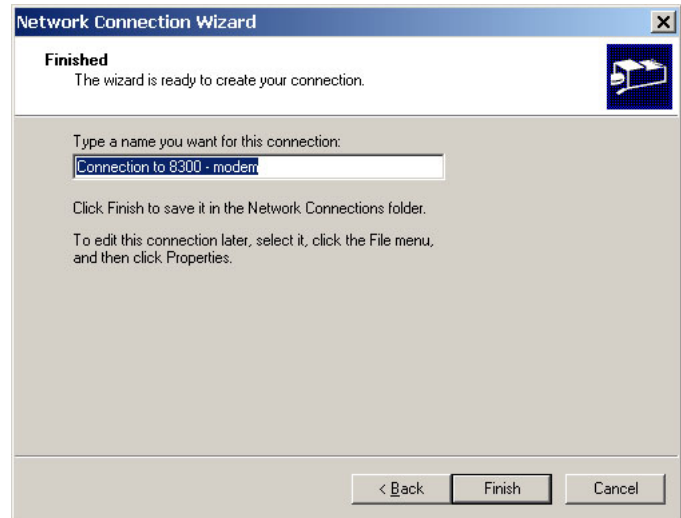 Network Connection Wizard
Finished
The wizard is ready to create your connection.
Type a name you want for this connection:
Connection to 8300 - modem
Click Finish to save it in the Network Connections folder.
To edit this connection later, select it, click the File menu,
and then click Properties.
< Back Finish Cancel